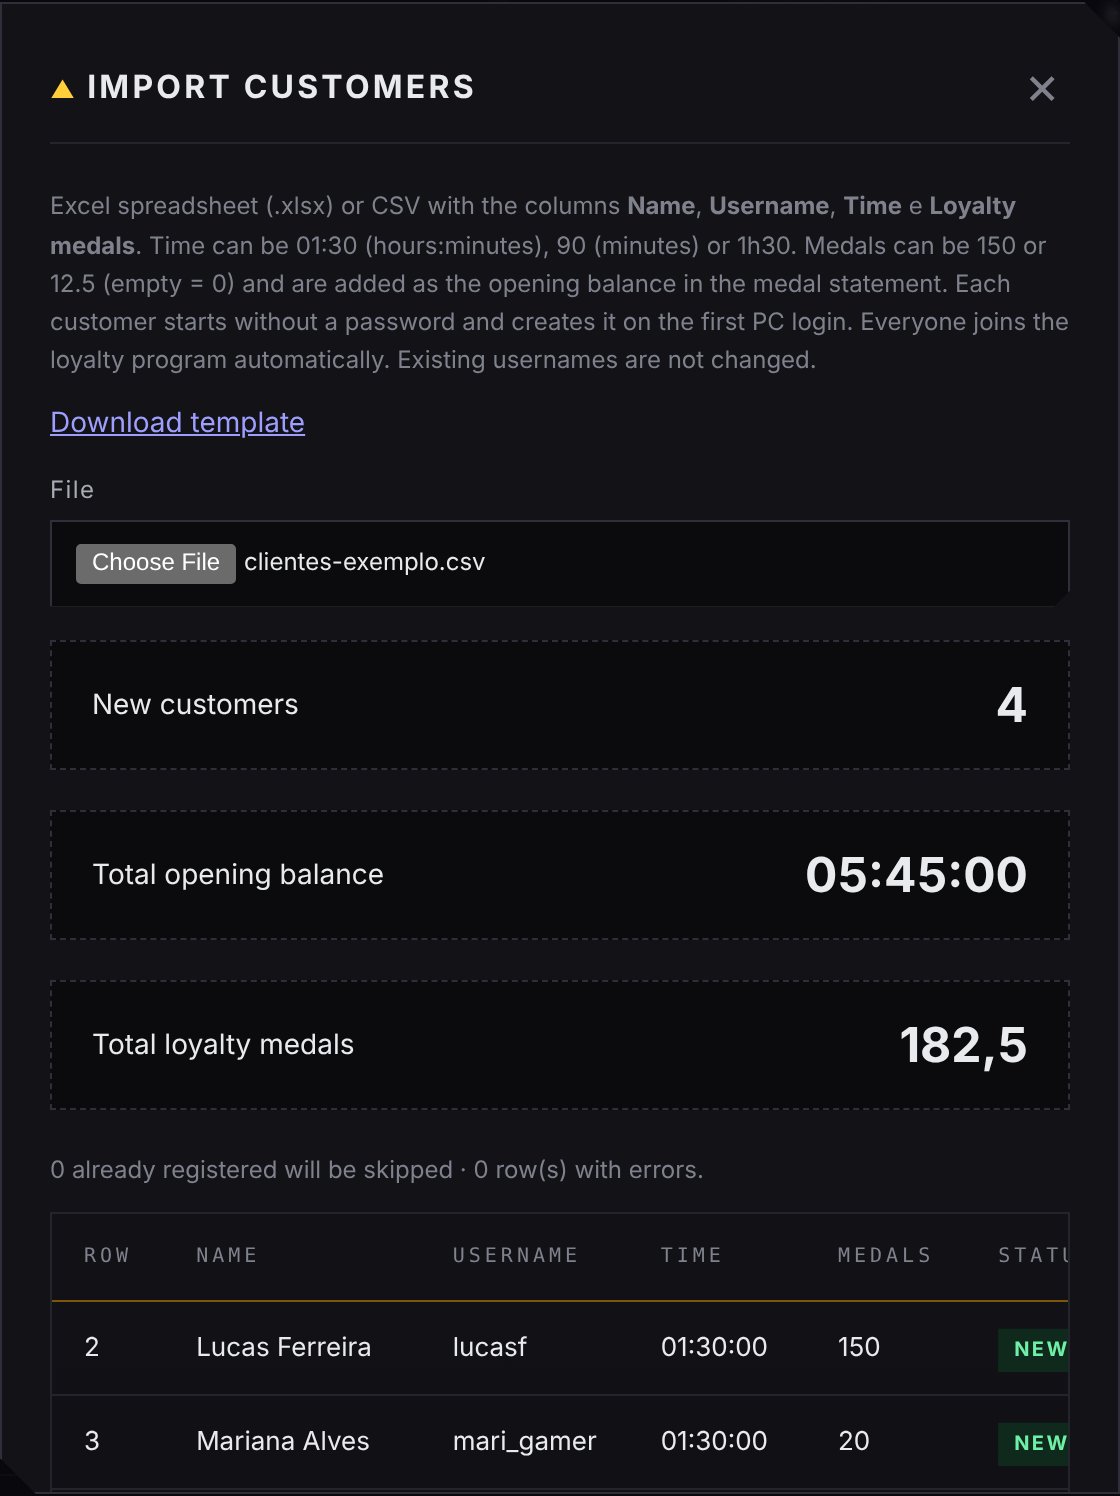 IMPORT CUSTOMERS
Excel spreadsheet (.xlsx) or CSV with the columns Name, Username, Time e Loyalty
medals. Time can be 01:30 (hours:minutes), 90 (minutes) or 1h30. Medals can be 150 or
12.5 (empty = 0) and are added as the opening balance in the medal statement. Each
customer starts without a password and creates it on the first PC login. Everyone joins the
loyalty program automatically. Existing usernames are not changed.
Download template
File
Choose File clientes-exemplo.csv
New customers 4
Total opening balance 05:45:00
Total loyalty medals 182,5
0 already registered will be skipped · 0 row(s) with errors.
ROW NAME USERNAME TIME MEDALS STATU
2 Lucas Ferreira lucasf 01:30:00 150 NEW
3 Mariana Alves mari_gamer 01:30:00 20 NEW